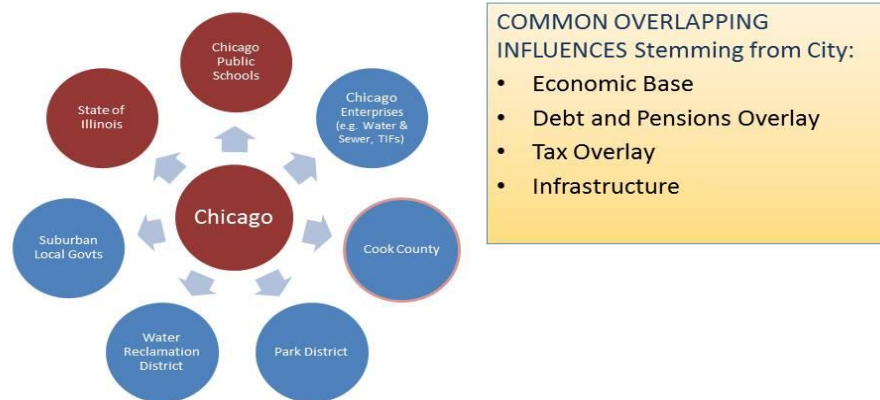 Chicago
Public
Schools
Chicago
Enterprises
(e.g. Water &
Sewer, TIFs)
Cook County
Park District
Water
Reclamation
District
Suburban
Local Govts
State of
Illinois
Chicago
COMMON OVERLAPPING
INFLUENCES Stemming from City:
• Economic Base
• Debt and Pensions Overlay
• Tax Overlay
• Infrastructure